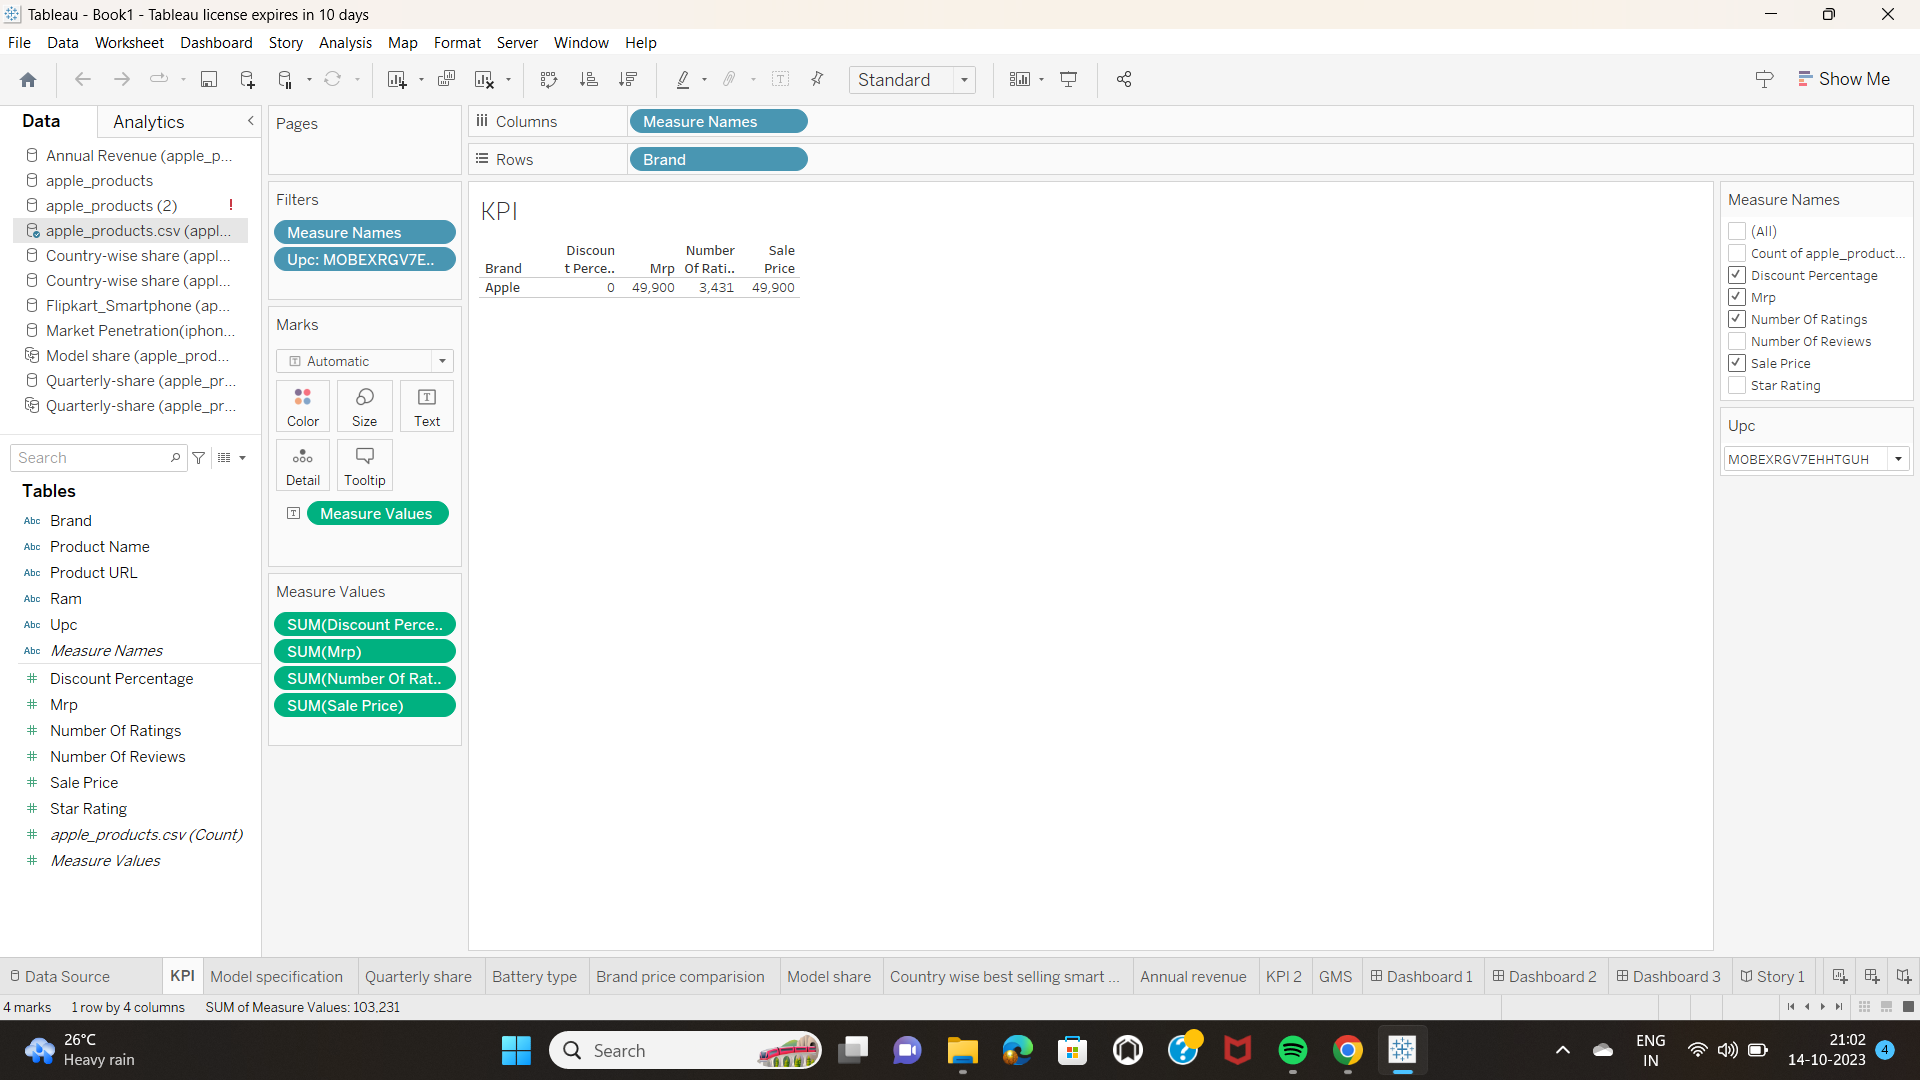 Tableau - Book1 - Tableau license expires in 10 days
File Data Worksheet Dashboard Story Analysis Map Format Server Window Help
Standard
Show Me
Data
Analytics
Annual Revenue (apple_p...
apple_products
apple_products (2) !
apple_products.csv (appl...
Country-wise share (appl...
Country-wise share (appl...
Flipkart_Smartphone (ap...
Market Penetration(iphon...
Model share (apple_prod...
Quarterly-share (apple_pr...
Quarterly-share (apple_pr...
Search
Tables
Abc Brand
Abc Product Name
Abc Product URL
Abc Ram
Abc Upc
Abc Measure Names
# Discount Percentage
# Mrp
# Number Of Ratings
# Number Of Reviews
# Sale Price
# Star Rating
# apple_products.csv (Count)
# Measure Values
Pages
Filters
Measure Names
Upc: MOBEXRGV7E..
Marks
T Automatic
Color Size Text
Detail Tooltip
T Measure Values
Measure Values
SUM(Discount Perce..
SUM(Mrp)
SUM(Number Of Rat..
SUM(Sale Price)
Columns Measure Names
Rows Brand
KPI
Discoun Number Sale
Brand t Perce.. Mrp Of Rati.. Price
Apple 0 49,900 3,431 49,900
Measure Names
(All)
Count of apple_product...
Discount Percentage
Mrp
Number Of Ratings
Number Of Reviews
Sale Price
Star Rating
Upc
MOBEXRGV7EHHTGUH
Data Source KPI Model specification Quarterly share Battery type Brand price comparision Model share Country wise best selling smart ... Annual revenue KPI 2 GMS Dashboard 1 Dashboard 2 Dashboard 3 Story 1
4 marks 1 row by 4 columns SUM of Measure Values: 103,231
26°C
Heavy rain
Search
ENG
IN
21:02
14-10-2023
4